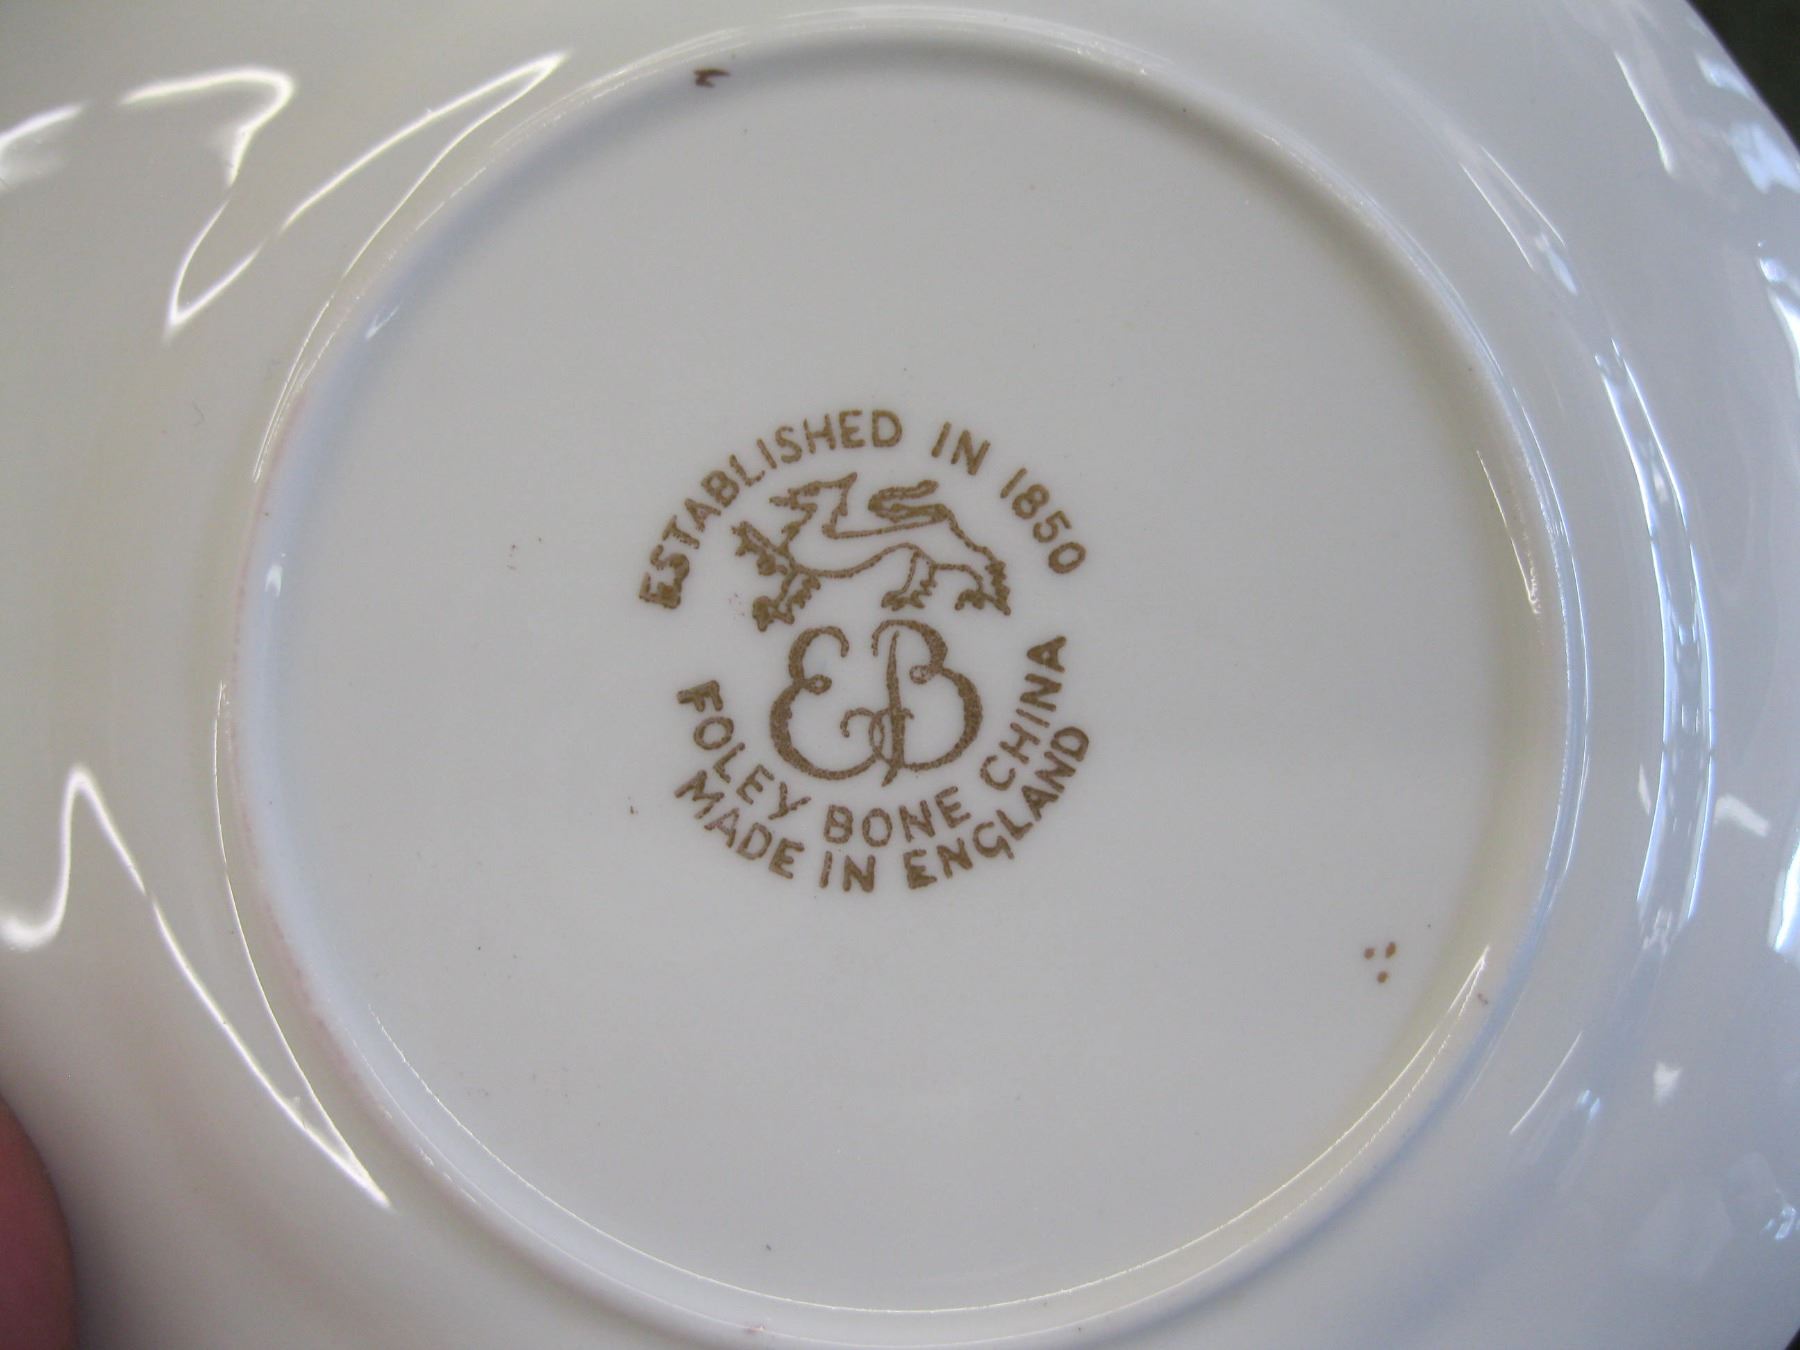 ESTABLISHED IN 1850
EB
FOLEY BONE CHINA
MADE IN ENGLAND